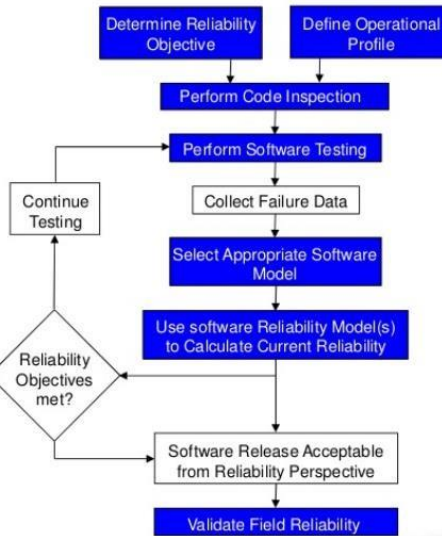 Determine Reliability
Objective
Define Operational
Profile
Perform Code Inspection
Perform Software Testing
Continue
Testing
Collect Failure Data
Select Appropriate Software
Model
Use software Reliability Model(s)
to Calculate Current Reliability
Reliability
Objectives
met?
Software Release Acceptable
from Reliability Perspective
Validate Field Reliability